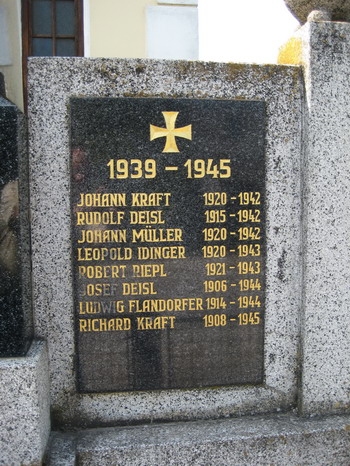 1939 - 1945
JOHANN KRAFT 1920 - 1942
RUDOLF DEISL 1915 - 1942
JOHANN MÜLLER 1920 - 1942
LEOPOLD IDINGER 1920 - 1943
ROBERT RIEPL 1921 - 1943
JOSEF DEISL 1906 - 1944
LUDWIG FLANDORFER 1914 - 1944
RICHARD KRAFT 1908 - 1945